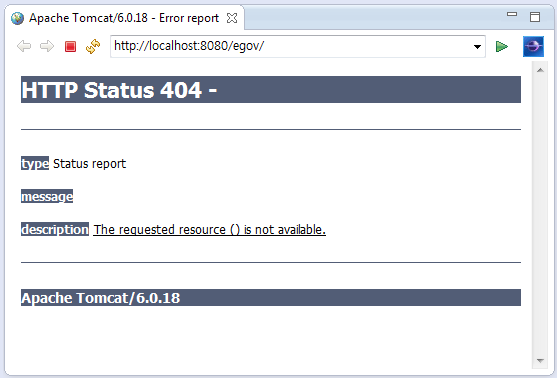 Apache Tomcat/6.0.18 - Error report
http://localhost:8080/egov/
HTTP Status 404 -
type Status report
message
description The requested resource () is not available.
Apache Tomcat/6.0.18